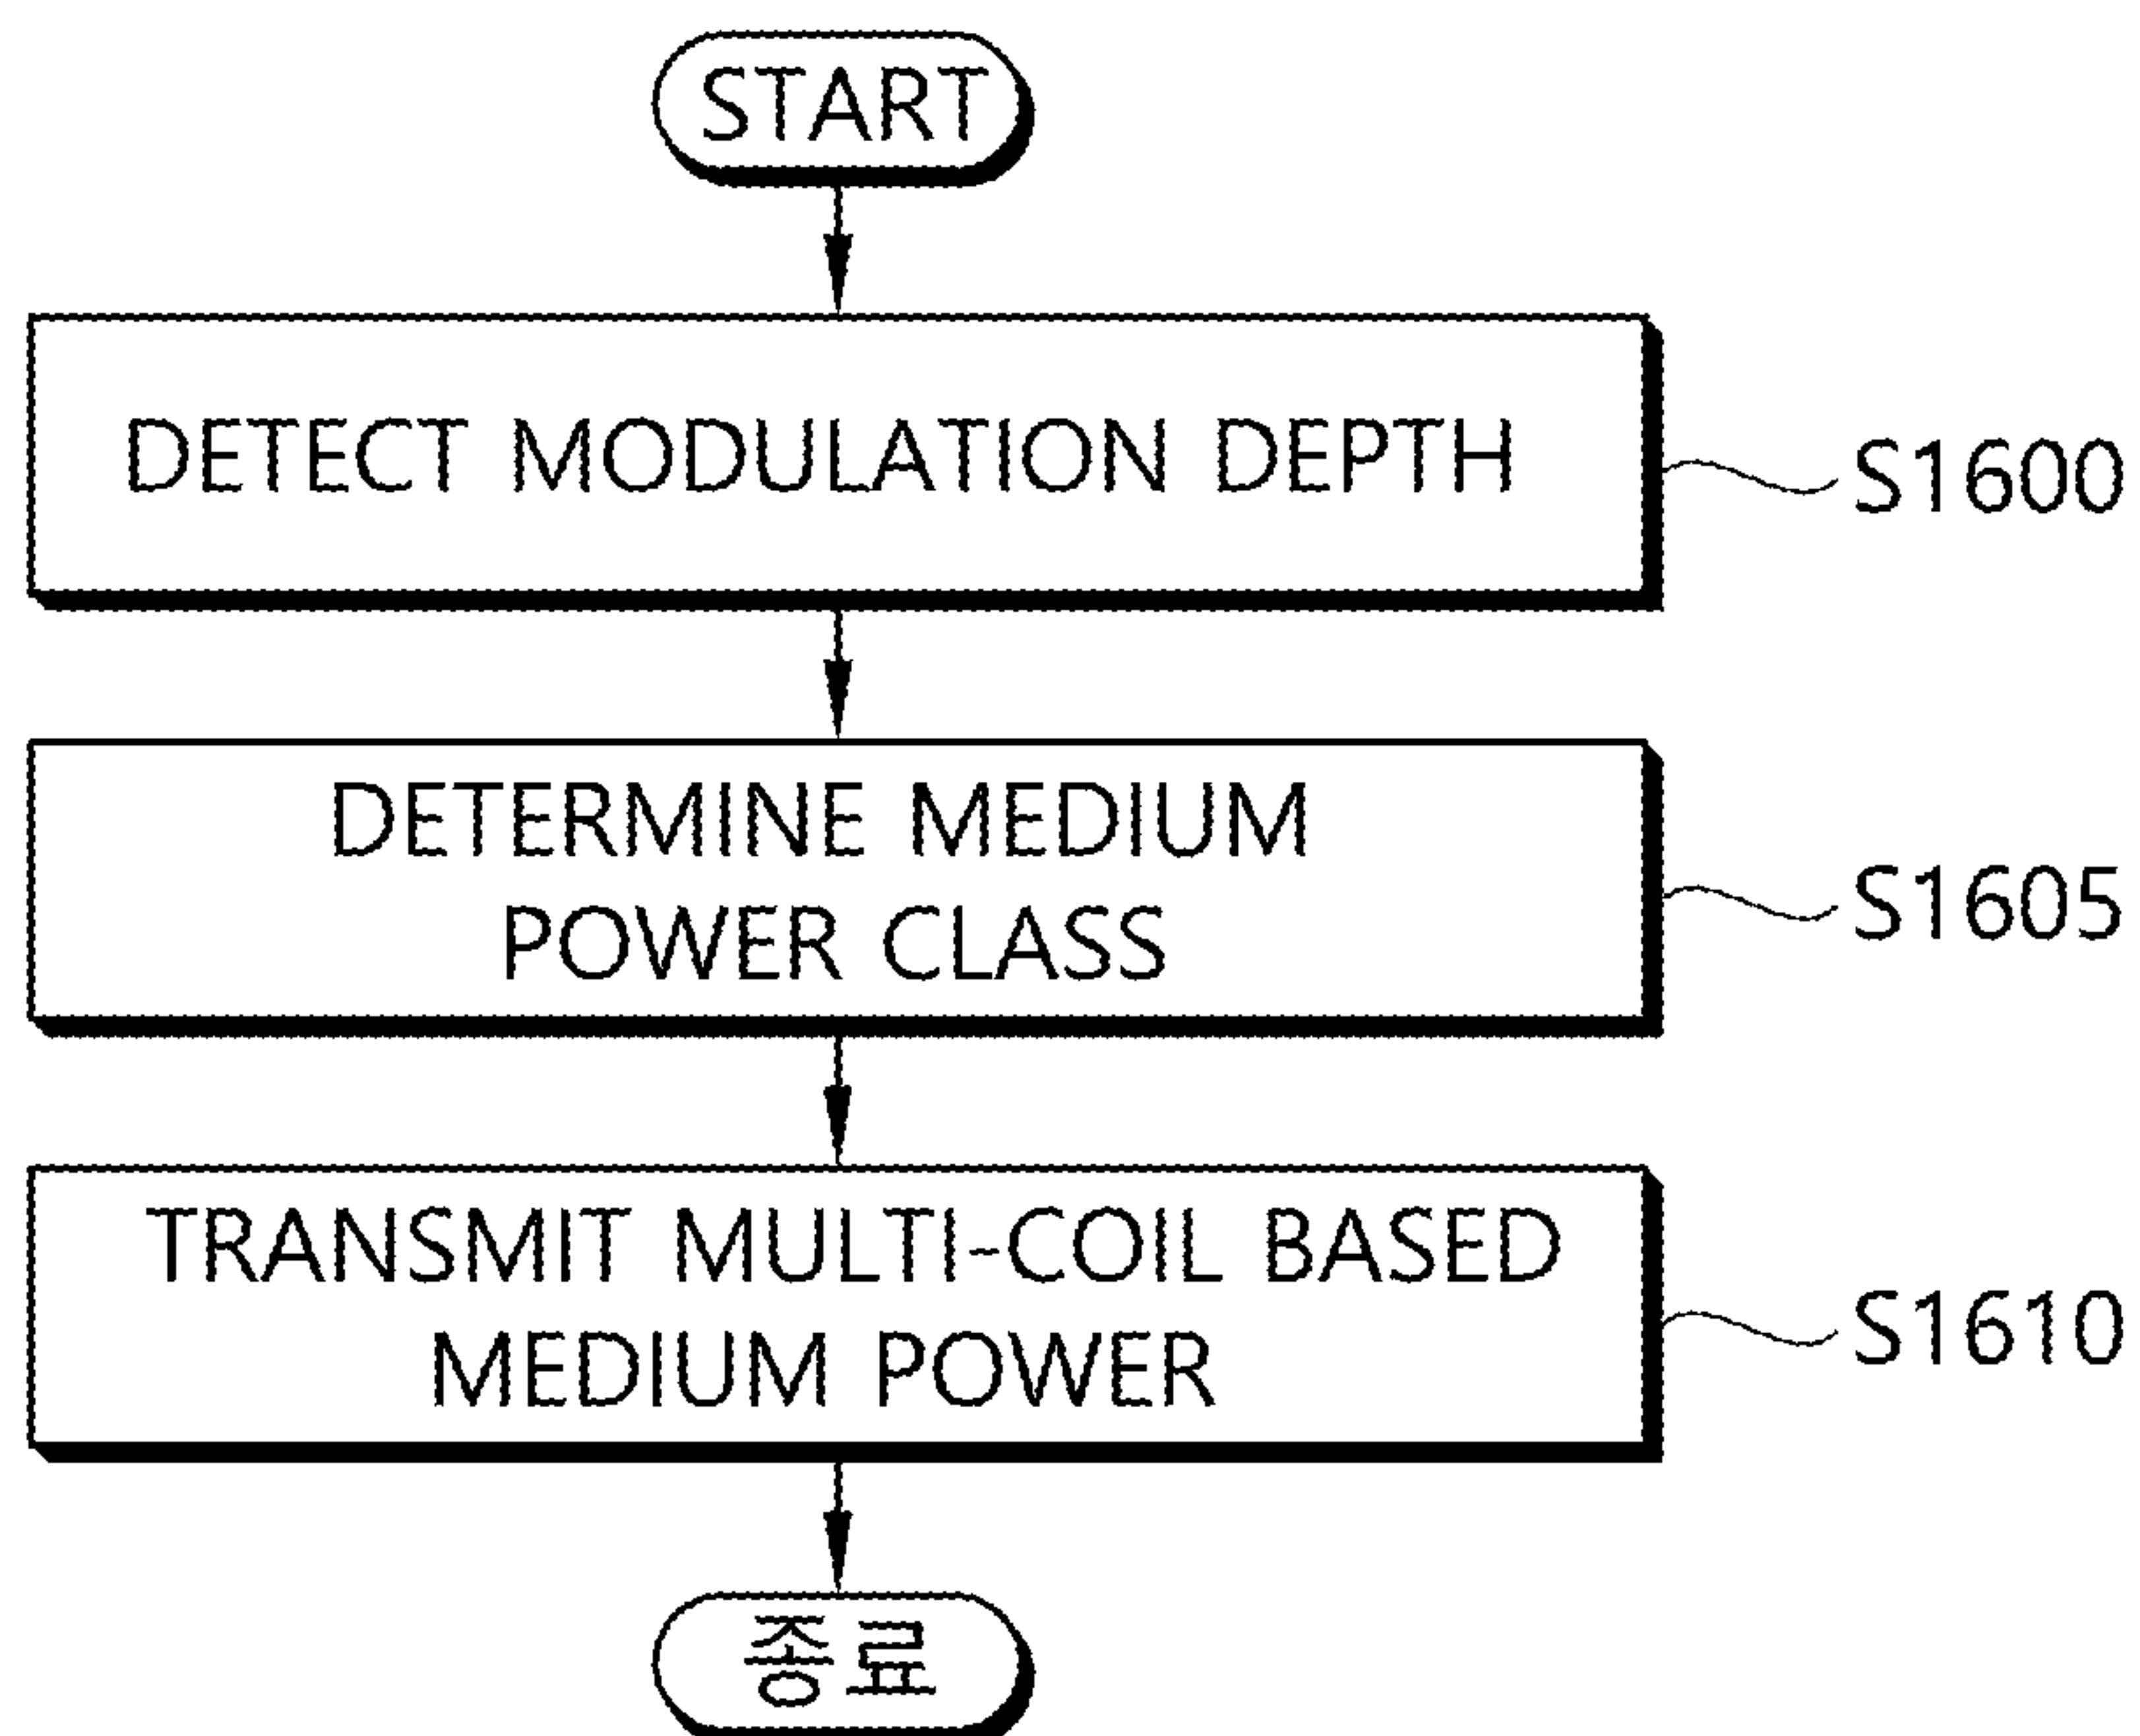 START
DETECT MODULATION DEPTH
S1600
DETERMINE MEDIUM
POWER CLASS
S1605
TRANSMIT MULTI-COIL BASED
MEDIUM POWER
S1610
종료